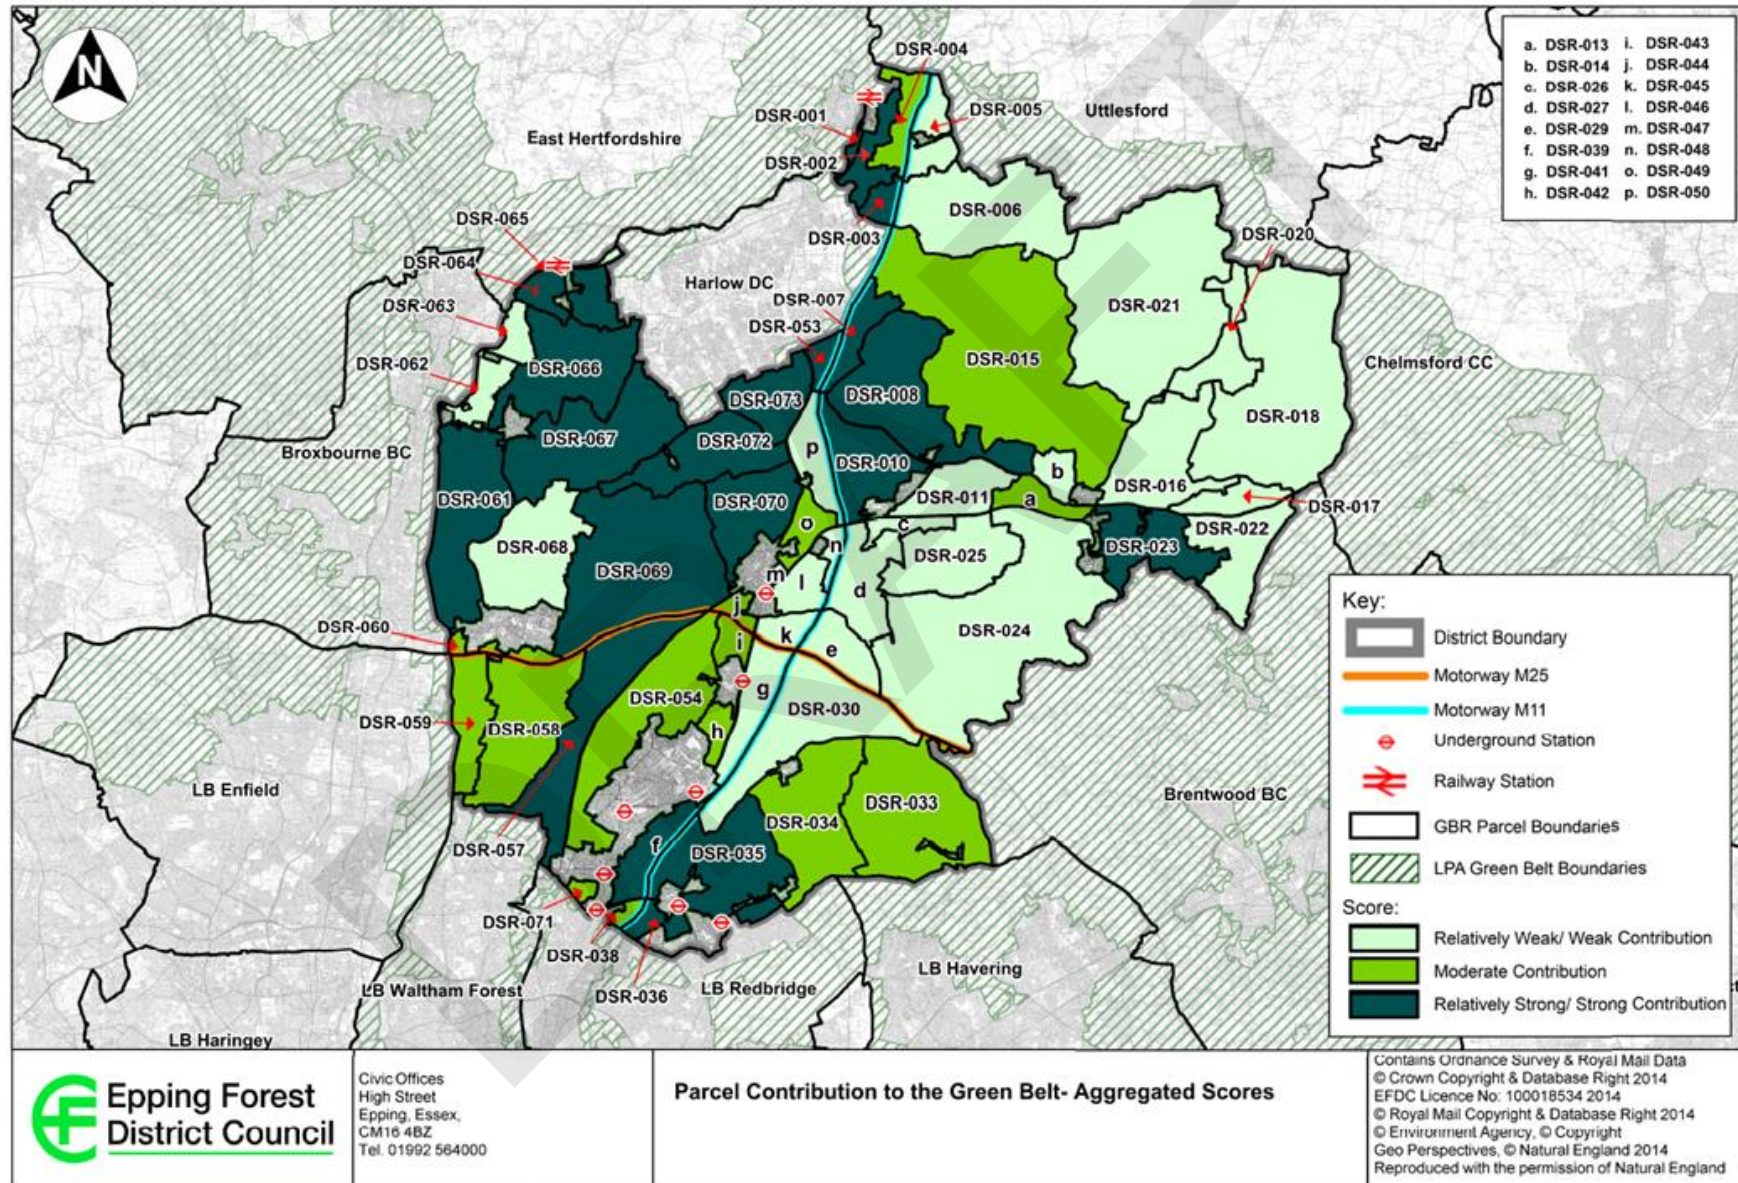 N
DSR-004
a. DSR-013 i. DSR-043
b. DSR-014 j. DSR-044
c. DSR-026 k. DSR-045
d. DSR-027 l. DSR-046
e. DSR-029 m. DSR-047
f. DSR-039 n. DSR-048
g. DSR-041 o. DSR-049
h. DSR-042 p. DSR-050
DSR-001
DSR-005
Uttlesford
East Hertfordshire
DSR-002
DSR-006
DSR-065
DSR-003
DSR-020
DSR-064
Harlow DC
DSR-063
DSR-007
DSR-021
DSR-053
DSR-015
Chelmsford CC
DSR-062
DSR-066
DSR-073
DSR-008
DSR-018
DSR-067
DSR-072
Broxbourne BC
p
DSR-010
b
DSR-061
DSR-011
a
DSR-016
DSR-017
DSR-070
o
c
DSR-022
DSR-068
n
DSR-025
DSR-023
DSR-069
m
l
d
j
DSR-060
i
k
e
DSR-024
DSR-054
g
DSR-030
DSR-059
DSR-058
h
LB Enfield
DSR-033
Brentwood BC
DSR-034
DSR-057
f
DSR-035
DSR-071
DSR-038
LB Havering
LB Waltham Forest
DSR-036
LB Redbridge
LB Haringey
Key:
District Boundary
Motorway M25
Motorway M11
Underground Station
Railway Station
GBR Parcel Boundaries
LPA Green Belt Boundaries
Score:
Relatively Weak/ Weak Contribution
Moderate Contribution
Relatively Strong/ Strong Contribution
DRAFT
Epping Forest
District Council
Civic Offices
High Street
Epping, Essex,
CM16 4BZ
Tel. 01992 564000
Parcel Contribution to the Green Belt- Aggregated Scores
Contains Ordnance Survey & Royal Mail Data
© Crown Copyright & Database Right 2014
EFDC Licence No: 100018534 2014
© Royal Mail Copyright & Database Right 2014
© Environment Agency, © Copyright
Geo Perspectives, © Natural England 2014
Reproduced with the permission of Natural England